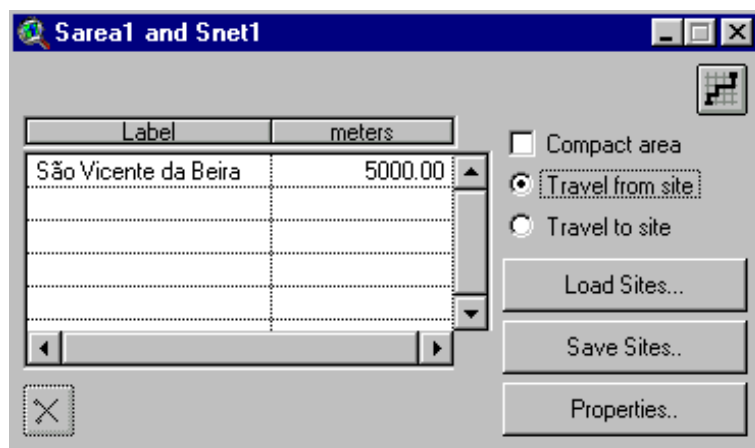 Sarea1 and Snet1
Label meters
São Vicente da Beira 5000.00
Compact area
Travel from site
Travel to site
Load Sites...
Save Sites..
Properties..